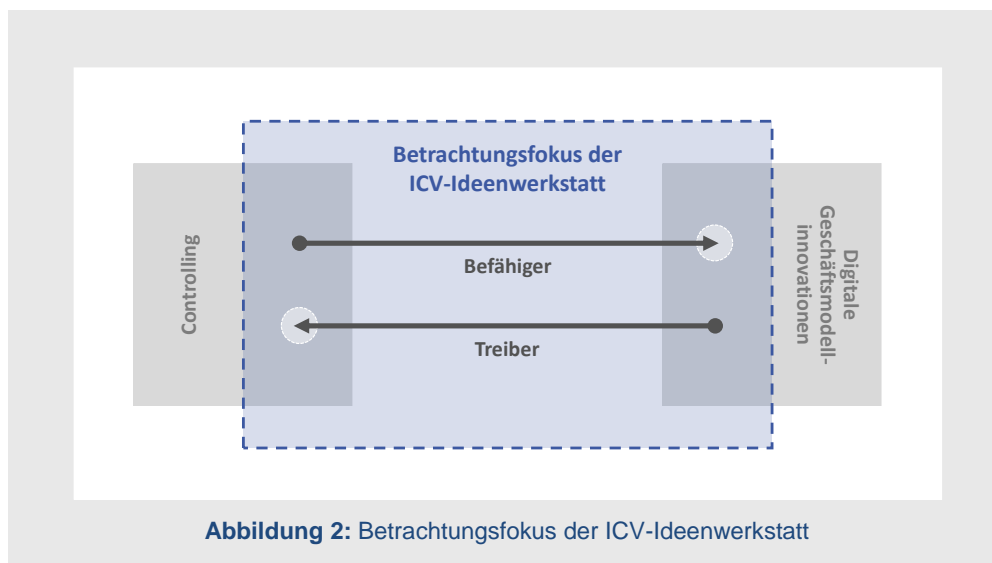 Betrachtungsfokus der
ICV-Ideenwerkstatt
Controlling
Befähiger
Treiber
Digitale
Geschäftsmodell-
innovationen
Abbildung 2: Betrachtungsfokus der ICV-Ideenwerkstatt